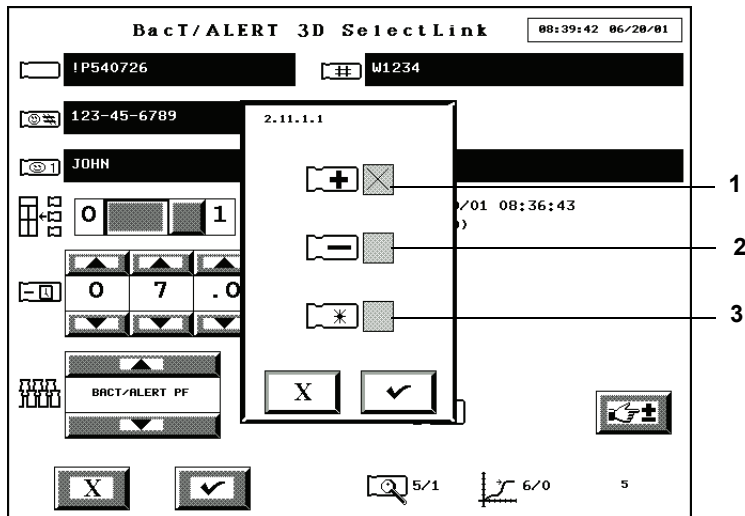 BacT/ALERT 3D SelectLink
08:39:42 06/20/01
!P540726
W1234
123-45-6789
2.11.1.1
JOHN
1
/01 08:36:43
0 1
)
2
0 7 .0
3
BACT/ALERT PF
X
X
5/1
6/0
5